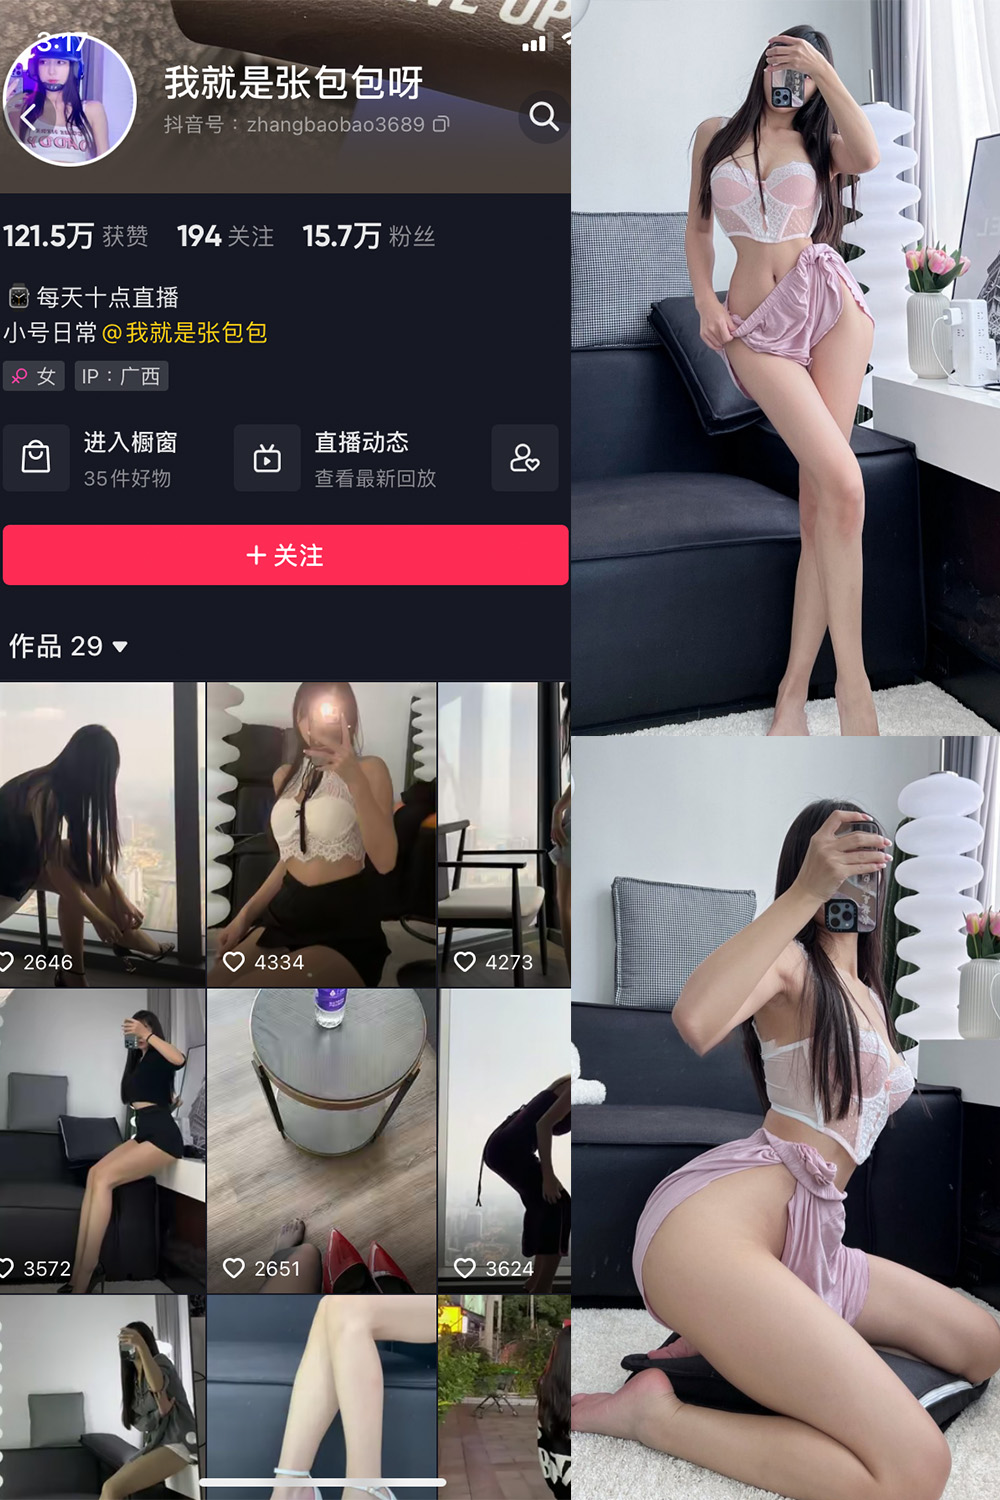 VE UP
3:17
我就是张包包呀
抖音号：zhangbaobao3689
121.5万 获赞 194 关注 15.7万 粉丝
每天十点直播
小号日常@我就是张包包
女 IP：广西
进入橱窗
35件好物
直播动态
查看最新回放
+ 关注
作品 29
2646
4334
4273
3572
2651
3624